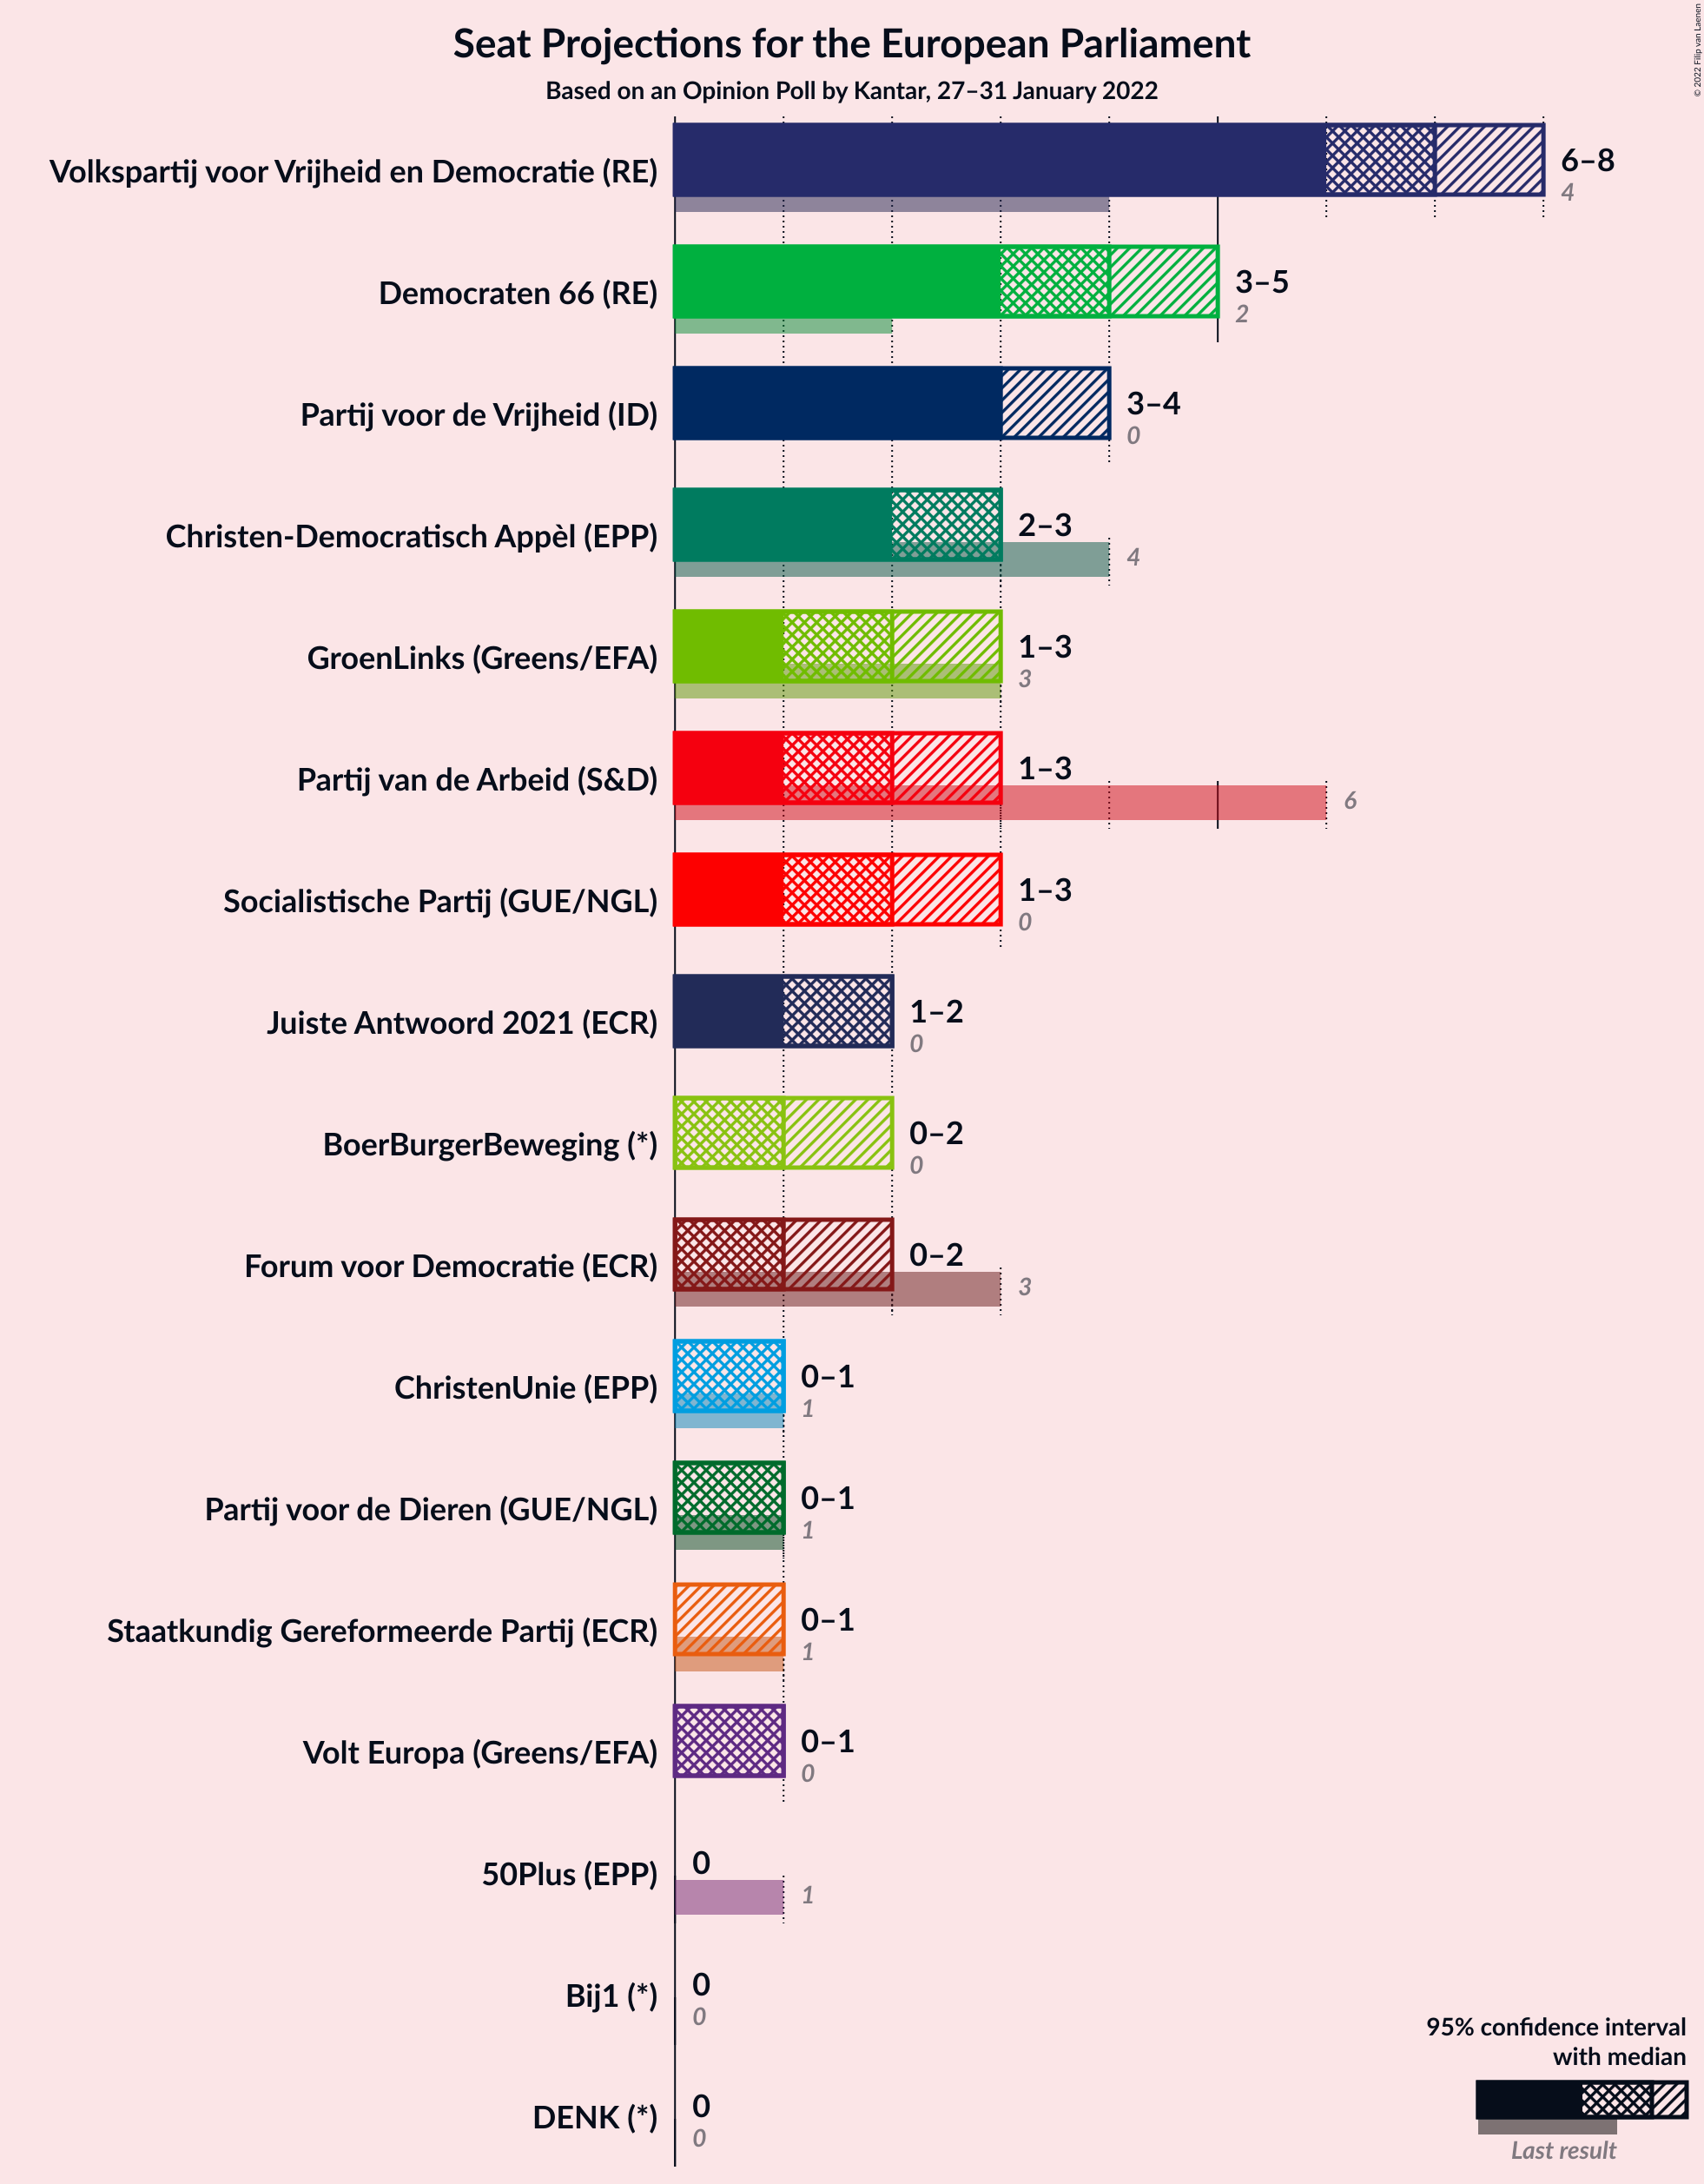 Seat Projections for the European Parliament
Based on an Opinion Poll by Kantar, 27–31 January 2022
© 2022 Filip van Laenen
Volkspartij voor Vrijheid en Democratie (RE)
6–8
4
Democraten 66 (RE)
3–5
2
Partij voor de Vrijheid (ID)
3–4
0
Christen-Democratisch Appèl (EPP)
2–3
4
GroenLinks (Greens/EFA)
1–3
3
Partij van de Arbeid (S&D)
1–3
6
Socialistische Partij (GUE/NGL)
1–3
0
Juiste Antwoord 2021 (ECR)
1–2
0
BoerBurgerBeweging (*)
0–2
0
Forum voor Democratie (ECR)
0–2
3
ChristenUnie (EPP)
0–1
1
Partij voor de Dieren (GUE/NGL)
0–1
1
Staatkundig Gereformeerde Partij (ECR)
0–1
1
Volt Europa (Greens/EFA)
0–1
0
50Plus (EPP)
0
1
Bij1 (*)
0
0
DENK (*)
0
0
95% confidence interval
with median
Last result